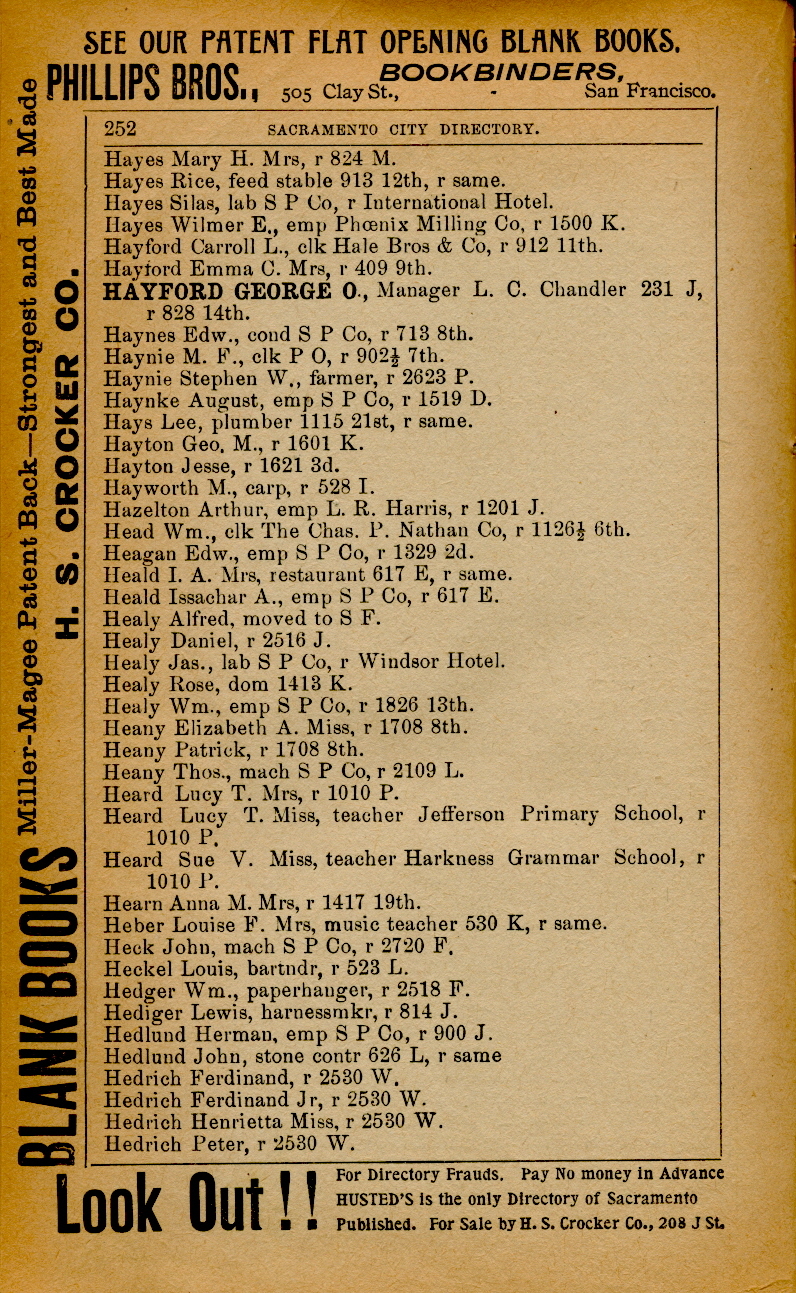 SEE OUR PATENT FLAT OPENING BLANK BOOKS.
PHILLIPS BROS., BOOKBINDERS,
505 Clay St., - San Francisco.
252 SACRAMENTO CITY DIRECTORY.
Hayes Mary H. Mrs, r 824 M.
Hayes Rice, feed stable 913 12th, r same.
Hayes Silas, lab S P Co, r International Hotel.
Hayes Wilmer E., emp Phœnix Milling Co, r 1500 K.
Hayford Carroll L., clk Hale Bros & Co, r 912 11th.
Hayford Emma C. Mrs, r 409 9th.
HAYFORD GEORGE O., Manager L. C. Chandler 231 J,
r 828 14th.
Haynes Edw., cond S P Co, r 713 8th.
Haynie M. F., clk P O, r 902½ 7th.
Haynie Stephen W., farmer, r 2623 P.
Haynke August, emp S P Co, r 1519 D.
Hays Lee, plumber 1115 21st, r same.
Hayton Geo. M., r 1601 K.
Hayton Jesse, r 1621 3d.
Hayworth M., carp, r 528 I.
Hazelton Arthur, emp L. R. Harris, r 1201 J.
Head Wm., clk The Chas. P. Nathan Co, r 1126½ 6th.
Heagan Edw., emp S P Co, r 1329 2d.
Heald I. A. Mrs, restaurant 617 E, r same.
Heald Issachar A., emp S P Co, r 617 E.
Healy Alfred, moved to S F.
Healy Daniel, r 2516 J.
Healy Jas., lab S P Co, r Windsor Hotel.
Healy Rose, dom 1413 K.
Healy Wm., emp S P Co, r 1826 13th.
Heany Elizabeth A. Miss, r 1708 8th.
Heany Patrick, r 1708 8th.
Heany Thos., mach S P Co, r 2109 L.
Heard Lucy T. Mrs, r 1010 P.
Heard Lucy T. Miss, teacher Jefferson Primary School, r
1010 P.
Heard Sue V. Miss, teacher Harkness Grammar School, r
1010 P.
Hearn Anna M. Mrs, r 1417 19th.
Heber Louise F. Mrs, music teacher 530 K, r same.
Heck John, mach S P Co, r 2720 F.
Heckel Louis, bartndr, r 523 L.
Hedger Wm., paperhanger, r 2518 F.
Hediger Lewis, harnessmkr, r 814 J.
Hedlund Herman, emp S P Co, r 900 J.
Hedlund John, stone contr 626 L, r same
Hedrich Ferdinand, r 2530 W.
Hedrich Ferdinand Jr, r 2530 W.
Hedrich Henrietta Miss, r 2530 W.
Hedrich Peter, r 2530 W.
BLANK BOOKS Miller-Magee Patent Back—Strongest and Best Made
H. S. CROCKER CO.
Look Out!! For Directory Frauds. Pay No money in Advance
HUSTED'S is the only Directory of Sacramento
Published. For Sale by H. S. Crocker Co., 208 J St.